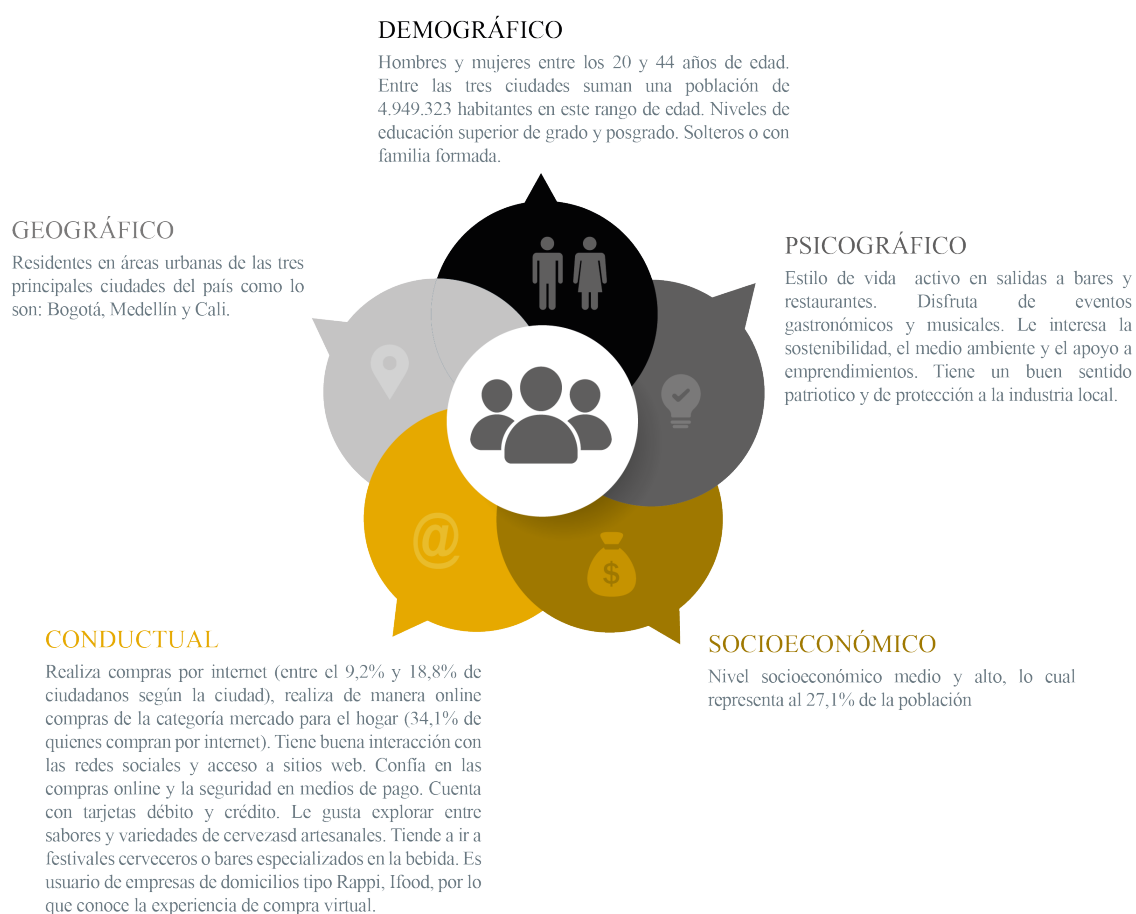 DEMOGRÁFICO
Hombres y mujeres entre los 20 y 44 años de edad.
Entre las tres ciudades suman una población de
4.949.323 habitantes en este rango de edad. Niveles de
educación superior de grado y posgrado. Solteros o con
familia formada.
GEOGRÁFICO
Residentes en áreas urbanas de las tres
principales ciudades del país como lo
son: Bogotá, Medellín y Cali.
PSICOGRÁFICO
Estilo de vida activo en salidas a bares y
restaurantes. Disfruta de eventos
gastronómicos y musicales. Le interesa la
sostenibilidad, el medio ambiente y el apoyo a
emprendimientos. Tiene un buen sentido
patriotico y de protección a la industria local.
@
$
CONDUCTUAL
Realiza compras por internet (entre el 9,2% y 18,8% de
ciudadanos según la ciudad), realiza de manera online
compras de la categoría mercado para el hogar (34,1% de
quienes compran por internet). Tiene buena interacción con
las redes sociales y acceso a sitios web. Confía en las
compras online y la seguridad en medios de pago. Cuenta
con tarjetas débito y crédito. Le gusta explorar entre
sabores y variedades de cervezasd artesanales. Tiende a ir a
festivales cerveceros o bares especializados en la bebida. Es
usuario de empresas de domicilios tipo Rappi, Ifood, por lo
que conoce la experiencia de compra virtual.
SOCIOECONÓMICO
Nivel socioeconómico medio y alto, lo cual
representa al 27,1% de la población